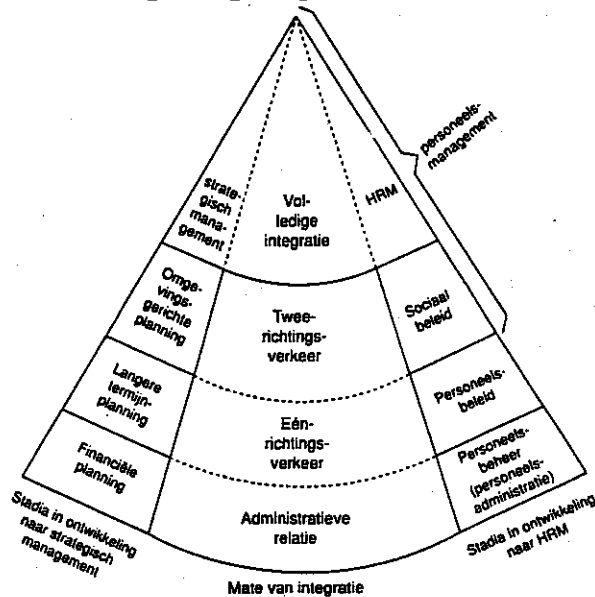 personeels-
management
strate-
gisch
mana-
gement
Vol-
ledige
integratie
HRM
Omge-
vings-
gerichte
planning
Twee-
richtings-
verkeer
Sociaal
beleid
Langere
termijn-
planning
Eén-
richtings-
verkeer
Personeels-
beleid
Financiële
planning
Administratieve
relatie
Personeels-
beheer
(personeels-
administratie)
Stadia in ontwikkeling
naar strategisch
management
Mate van integratie
Stadia in ontwikkeling
naar HRM